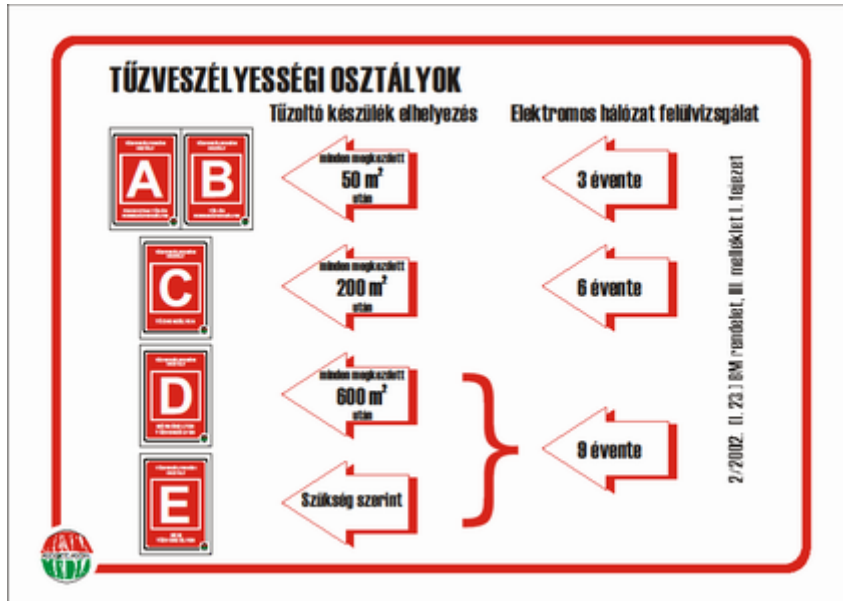 TŰZVESZÉLYESSÉGI OSZTÁLYOK
Tűzoltó készülék elhelyezés
Elektromos hálózat felülvizsgálat
A
B
minden megkezdett
50 m²
után
3 évente
C
minden megkezdett
200 m²
után
6 évente
D
minden megkezdett
600 m²
után
9 évente
E
Szükség szerint
2/2002. (I. 23.) BM rendelet, III. melléklet I. fejezet